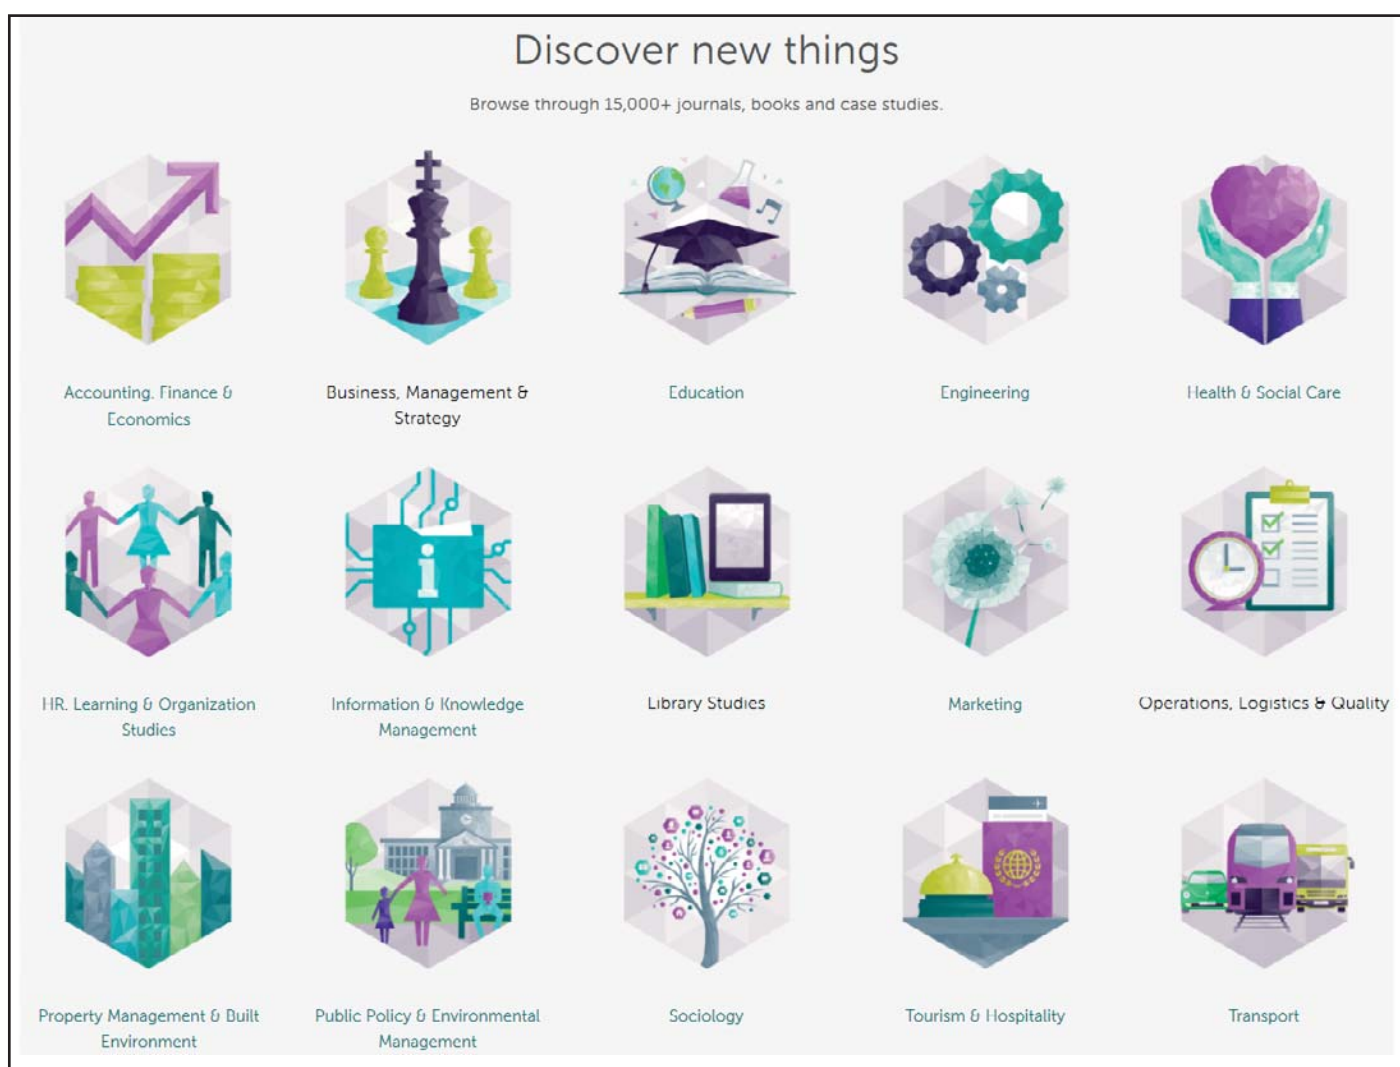 Discover new things
Browse through 15,000+ journals, books and case studies.
Accounting, Finance &
Economics
Business, Management &
Strategy
Education
Engineering
Health & Social Care
HR, Learning & Organization
Studies
Information & Knowledge
Management
Library Studies
Marketing
Operations, Logistics & Quality
Property Management & Built
Environment
Public Policy & Environmental
Management
Sociology
Tourism & Hospitality
Transport